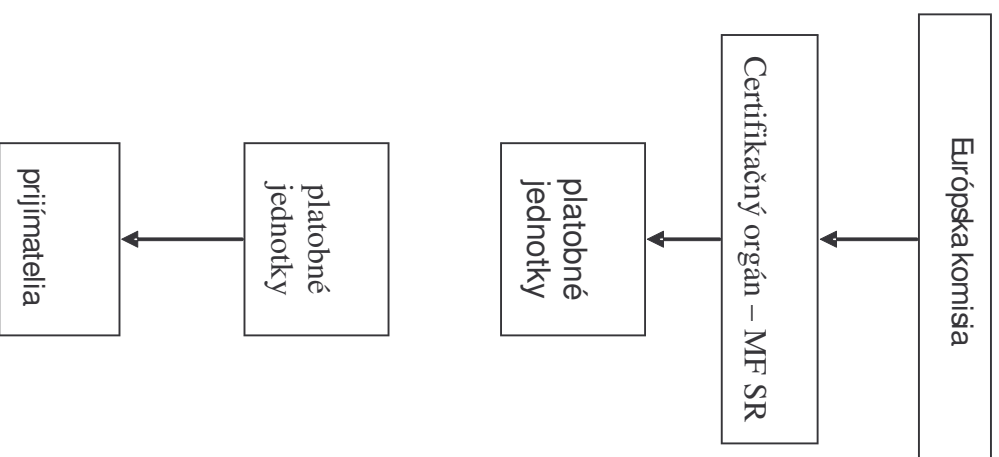 Európska komisia
Certifikačný orgán – MF SR
platobné
jednotky
platobné
jednotky
prijímatelia